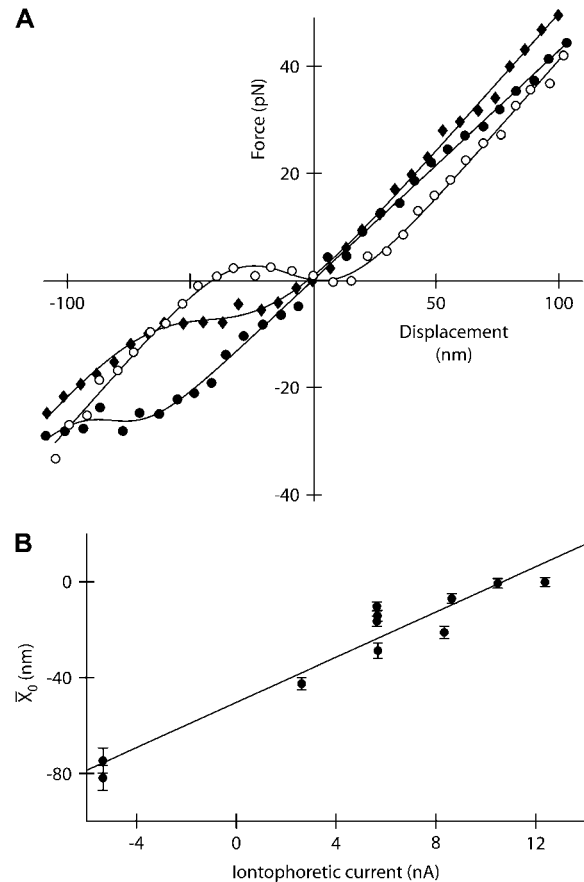 A
Force (pN)
40
20
-100
50
100
Displacement
(nm)
-20
-40
B
X̅₀ (nm)
0
-40
-80
-4
0
4
8
12
Iontophoretic current (nA)